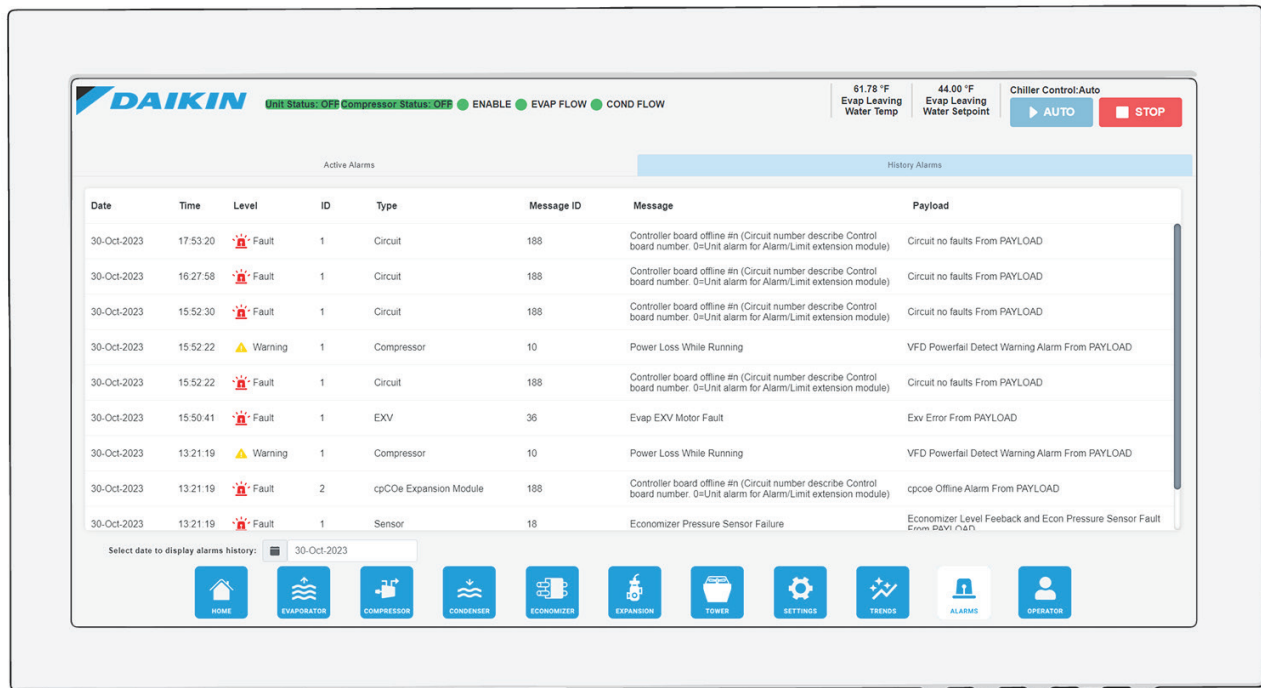 DAIKIN
Unit Status: OFF Compressor Status: OFF ENABLE EVAP FLOW COND FLOW
61.78 °F
Evap Leaving
Water Temp
44.00 °F
Evap Leaving
Water Setpoint
Chiller Control:Auto
AUTO
STOP
Active Alarms
History Alarms
Date Time Level ID Type Message ID Message Payload
30-Oct-2023 17:53:20 Fault 1 Circuit 188
Controller board offline #n (Circuit number describe Control
board number. 0=Unit alarm for Alarm/Limit extension module)
Circuit no faults From PAYLOAD
30-Oct-2023 16:27:58 Fault 1 Circuit 188
Controller board offline #n (Circuit number describe Control
board number. 0=Unit alarm for Alarm/Limit extension module)
Circuit no faults From PAYLOAD
30-Oct-2023 15:52:30 Fault 1 Circuit 188
Controller board offline #n (Circuit number describe Control
board number. 0=Unit alarm for Alarm/Limit extension module)
Circuit no faults From PAYLOAD
30-Oct-2023 15:52:22 Warning 1 Compressor 10 Power Loss While Running VFD Powerfail Detect Warning Alarm From PAYLOAD
30-Oct-2023 15:52:22 Fault 1 Circuit 188
Controller board offline #n (Circuit number describe Control
board number. 0=Unit alarm for Alarm/Limit extension module)
Circuit no faults From PAYLOAD
30-Oct-2023 15:50:41 Fault 1 EXV 36 Evap EXV Motor Fault Exv Error From PAYLOAD
30-Oct-2023 13:21:19 Warning 1 Compressor 10 Power Loss While Running VFD Powerfail Detect Warning Alarm From PAYLOAD
30-Oct-2023 13:21:19 Fault 2 cpCOe Expansion Module 188
Controller board offline #n (Circuit number describe Control
board number. 0=Unit alarm for Alarm/Limit extension module)
cpcoe Offline Alarm From PAYLOAD
30-Oct-2023 13:21:19 Fault 1 Sensor 18 Economizer Pressure Sensor Failure
Economizer Level Feeback and Econ Pressure Sensor Fault
From PAYLOAD
Select date to display alarms history: 30-Oct-2023
HOME
EVAPORATOR
COMPRESSOR
CONDENSER
ECONOMIZER
EXPANSION
TOWER
SETTINGS
TRENDS
ALARMS
OPERATOR